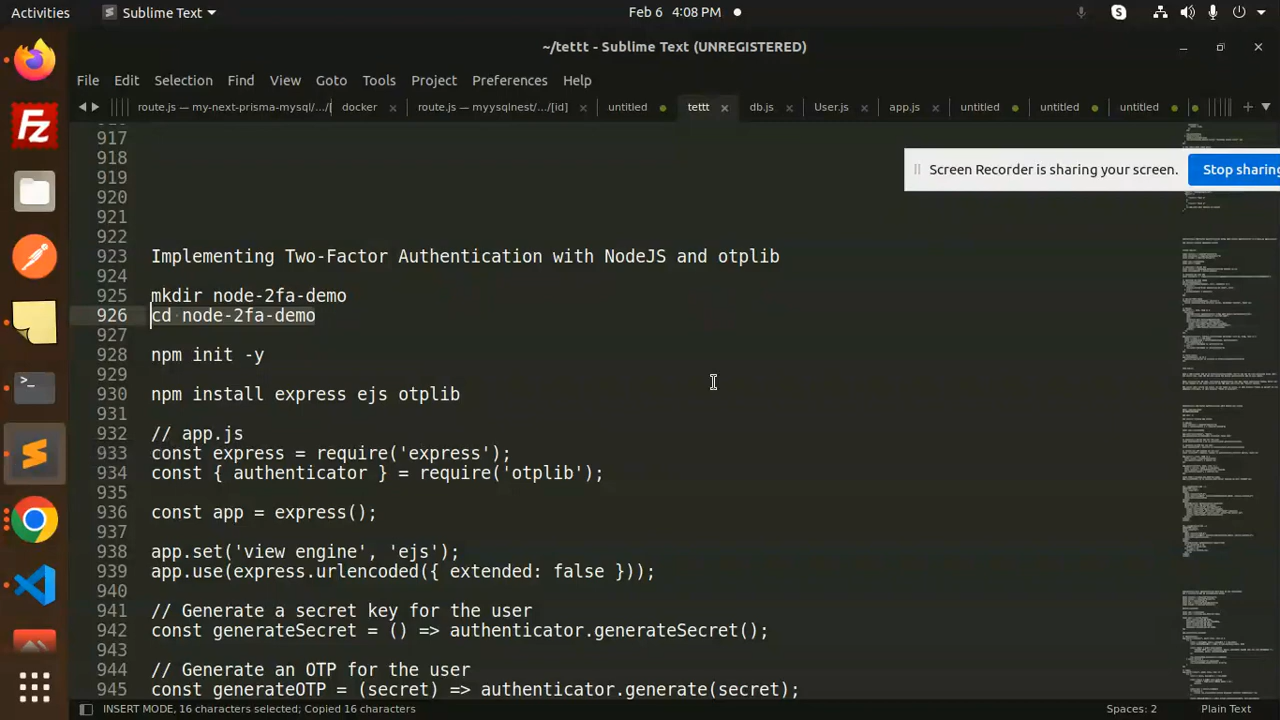 Activities
Sublime Text
Feb 6 4:08 PM
~/tettt - Sublime Text (UNREGISTERED)
File Edit Selection Find View Goto Tools Project Preferences Help
route.js — my-next-prisma-mysql/.../[ docker route.js — myysqlnest/.../[id] untitled tettt db.js User.js app.js untitled untitled untitled
Screen Recorder is sharing your screen. Stop sharing
917
918
919
920
921
922
923 Implementing Two-Factor Authentication with NodeJS and otplib
924
925 mkdir node-2fa-demo
926 cd node-2fa-demo
927
928 npm init -y
929
930 npm install express ejs otplib
931
932 // app.js
933 const express = require('express
934 const { authenticator } = require('otplib');
935
936 const app = express();
937
938 app.set('view engine', 'ejs');
939 app.use(express.urlencoded({ extended: false }));
940
941 // Generate a secret key for the user
942 const generateSecret = () => authenticator.generateSecret();
943
944 // Generate an OTP for the user
945 const generateOTP = (secret) => authenticator.generate(secret);
INSERT MODE, 16 characters selected; Copied 16 characters
Spaces: 2
Plain Text